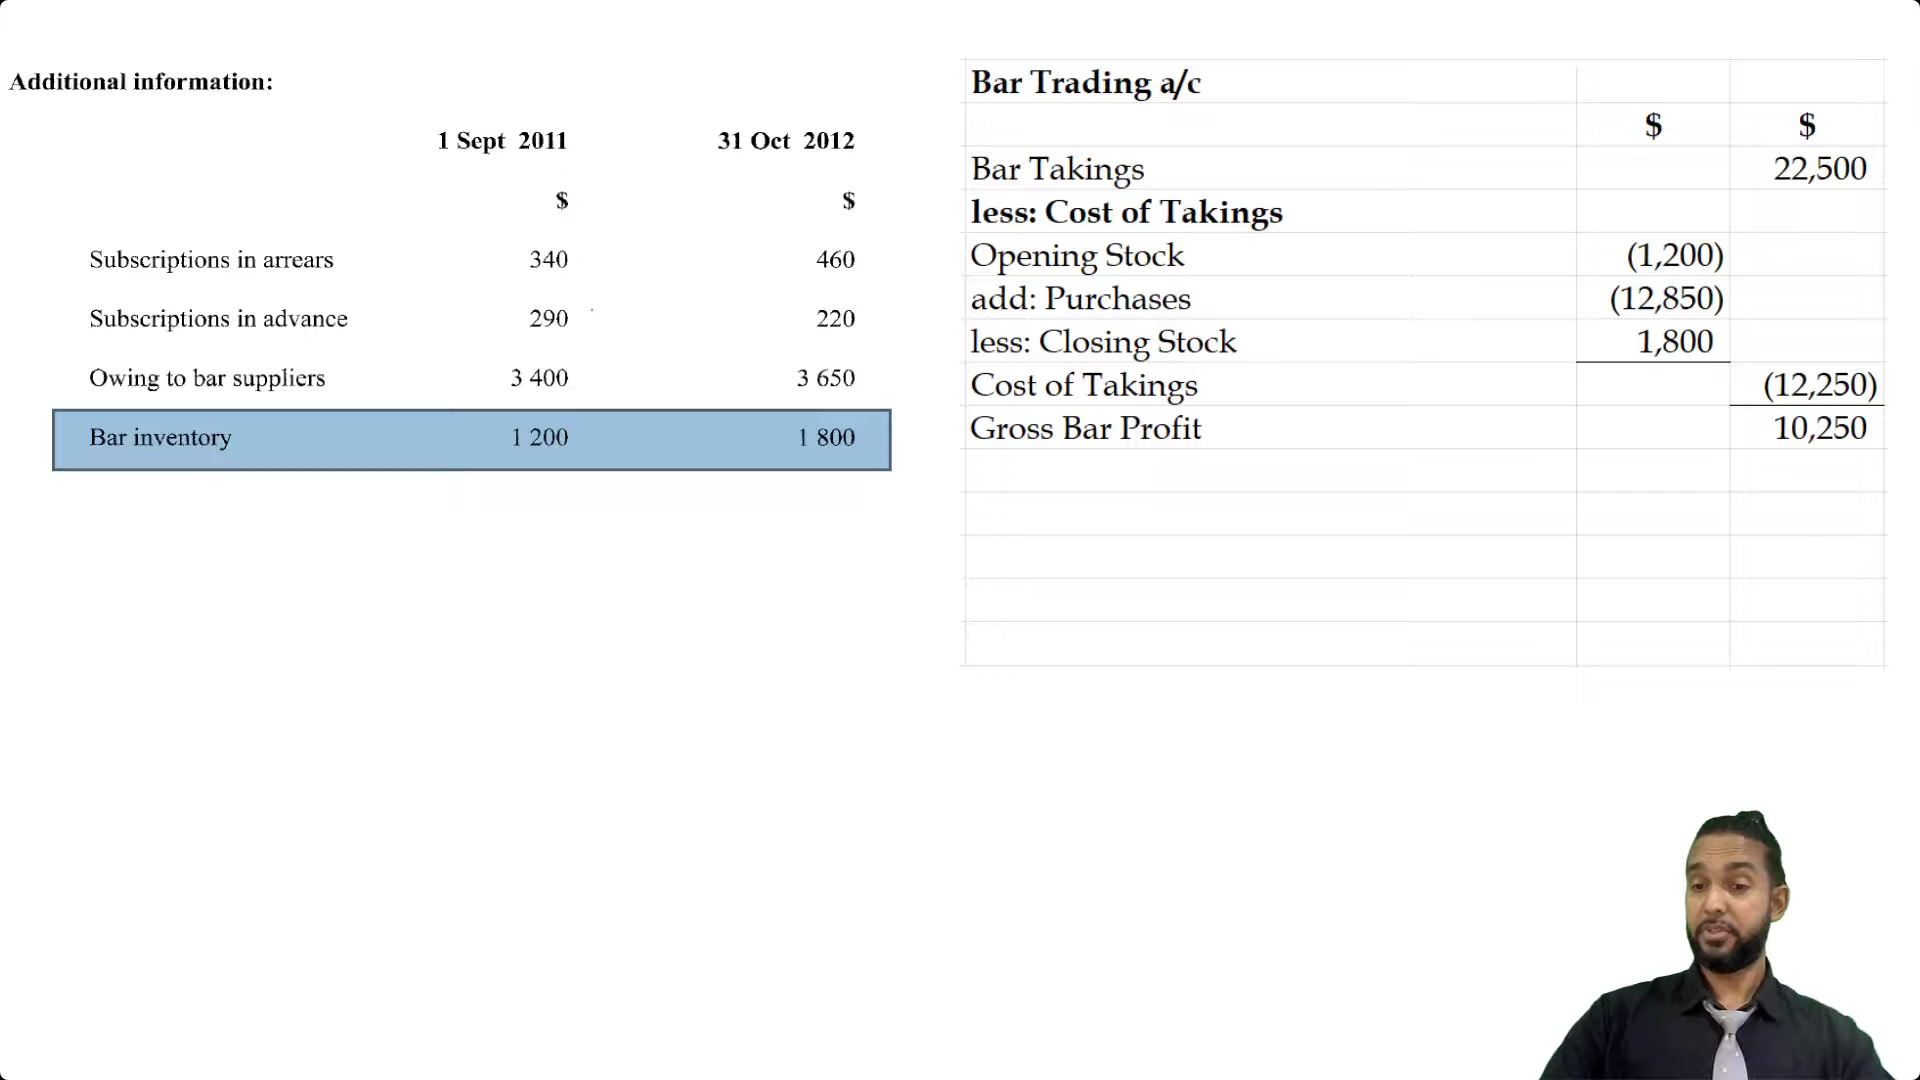 Additional information:
1 Sept 2011 31 Oct 2012
$ $
Subscriptions in arrears 340 460
Subscriptions in advance 290 220
Owing to bar suppliers 3 400 3 650
Bar inventory 1 200 1 800
Bar Trading a/c
$ $
Bar Takings 22,500
less: Cost of Takings
Opening Stock (1,200)
add: Purchases (12,850)
less: Closing Stock 1,800
Cost of Takings (12,250)
Gross Bar Profit 10,250